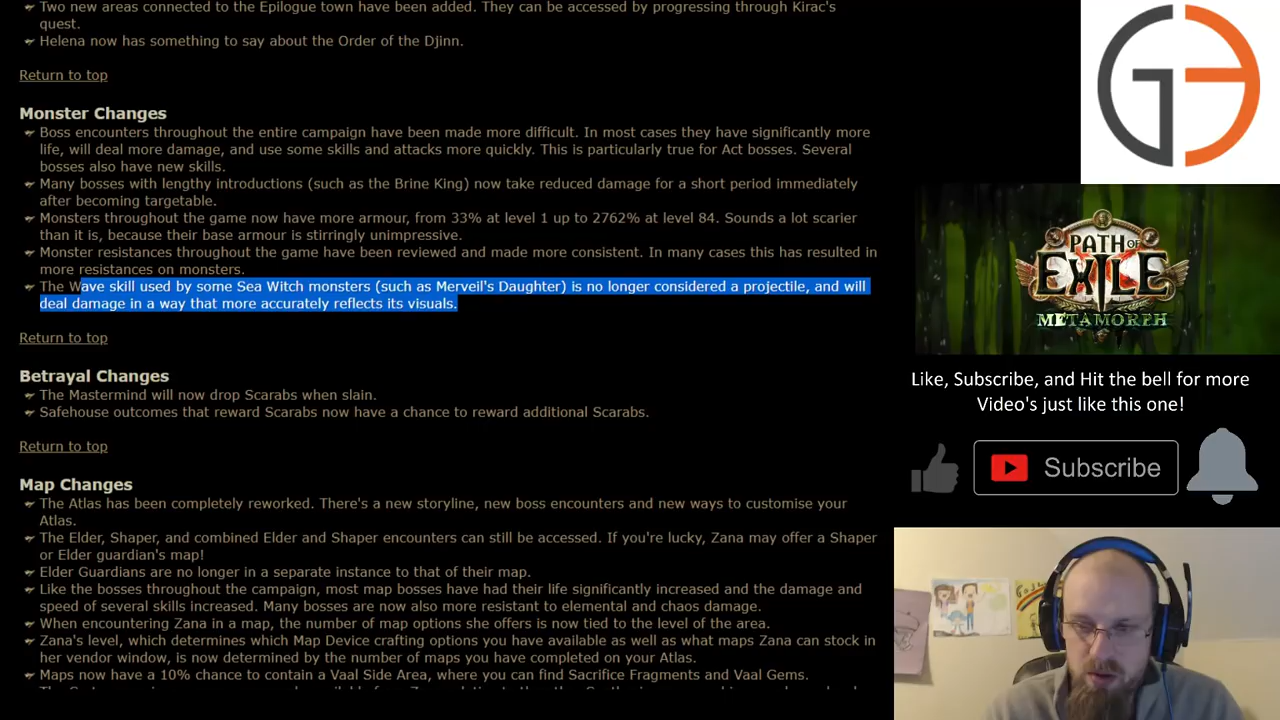 Two new areas connected to the Epilogue town have been added. They can be accessed by progressing through Kirac's
quest.
Helena now has something to say about the Order of the Djinn.
Return to top
Monster Changes
Boss encounters throughout the entire campaign have been made more difficult. In most cases they have significantly more
life, will deal more damage, and use some skills and attacks more quickly. This is particularly true for Act bosses. Several
bosses also have new skills.
Many bosses with lengthy introductions (such as the Brine King) now take reduced damage for a short period immediately
after becoming targetable.
Monsters throughout the game now have more armour, from 33% at level 1 up to 2762% at level 84. Sounds a lot scarier
than it is, because their base armour is stirringly unimpressive.
Monster resistances throughout the game have been reviewed and made more consistent. In many cases this has resulted in
more resistances on monsters.
The Wave skill used by some Sea Witch monsters (such as Merveil's Daughter) is no longer considered a projectile, and will
deal damage in a way that more accurately reflects its visuals.
Return to top
Betrayal Changes
The Mastermind will now drop Scarabs when slain.
Safehouse outcomes that reward Scarabs now have a chance to reward additional Scarabs.
Return to top
Map Changes
The Atlas has been completely reworked. There's a new storyline, new boss encounters and new ways to customise your
Atlas.
The Elder, Shaper, and combined Elder and Shaper encounters can still be accessed. If you're lucky, Zana may offer a Shaper
or Elder guardian's map!
Elder Guardians are no longer in a separate instance to that of their map.
Like the bosses throughout the campaign, most map bosses have had their life significantly increased and the damage and
speed of several skills increased. Many bosses are now also more resistant to elemental and chaos damage.
When encountering Zana in a map, the number of map options she offers is now tied to the level of the area.
Zana's level, which determines which Map Device crafting options you have available as well as what maps Zana can stock in
her vendor window, is now determined by the number of maps you have completed on your Atlas.
Maps now have a 10% chance to contain a Vaal Side Area, where you can find Sacrifice Fragments and Vaal Gems.
PATH OF
EXILE
METAMORPH
Like, Subscribe, and Hit the bell for more
Video's just like this one!
Subscribe